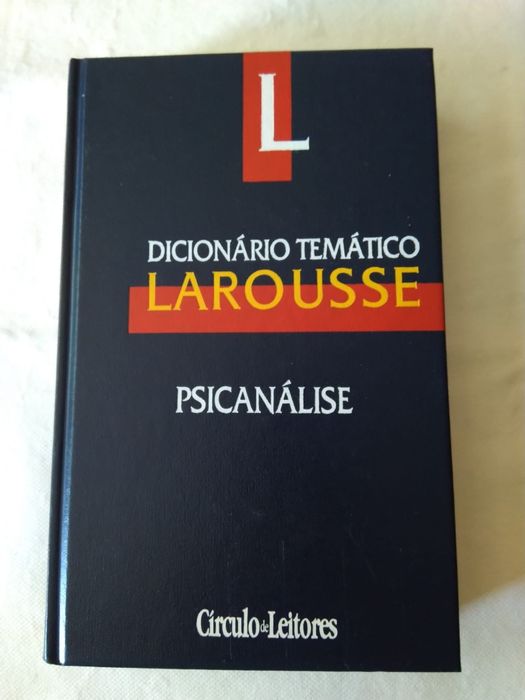 L
DICIONÁRIO TEMÁTICO
LAROUSSE
PSICANÁLISE
Círculo de Leitores